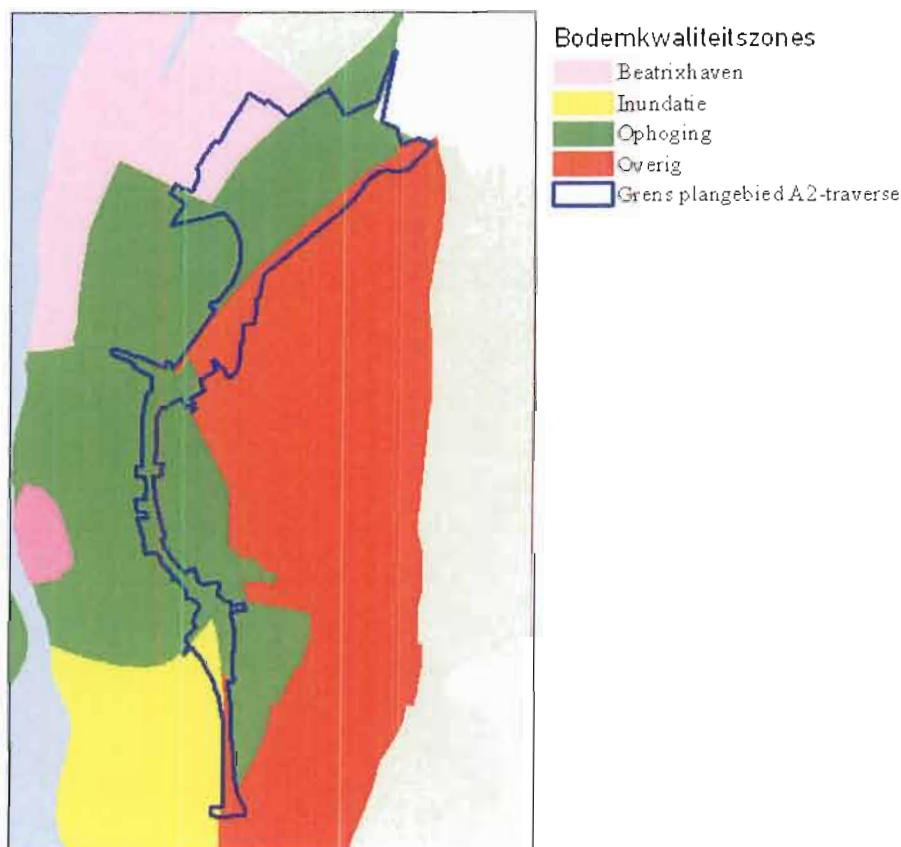 Bodemkwaliteitszones
Beatrixhaven
Inundatie
Ophoging
Overig
Grens plangebied A2-traverse